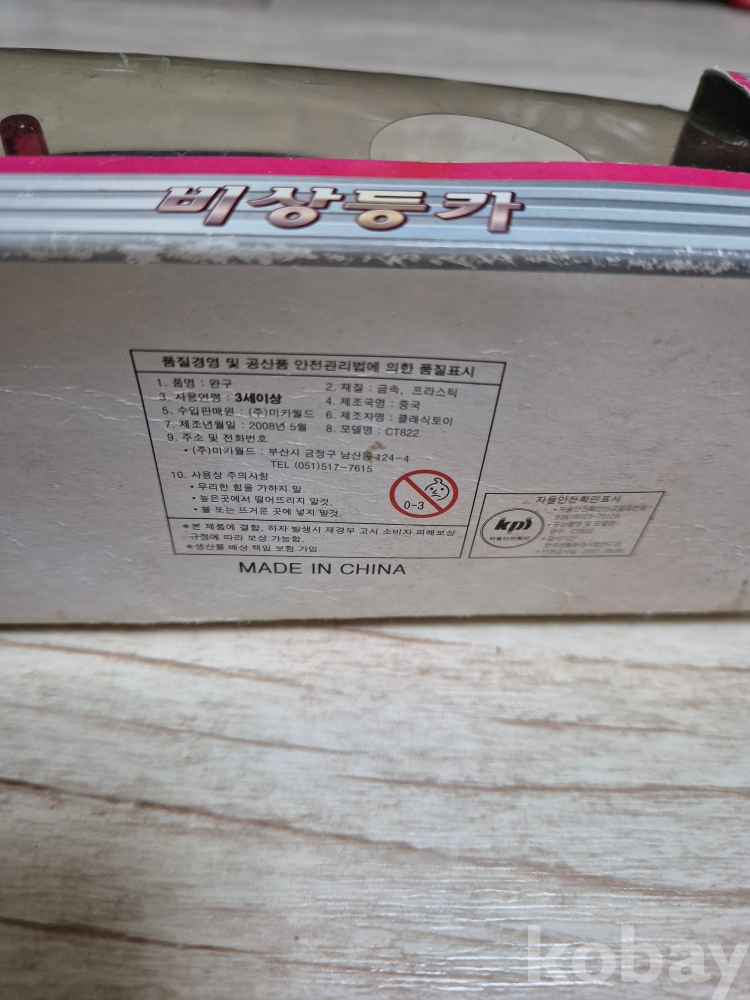 비상등카
품질경영 및 공산품 안전관리법에 의한 품질표시
1. 품명 : 완구 2. 재질 : 금속, 프라스틱
3. 사용연령 : 3세이상 4. 제조국명 : 중국
5. 수입판매원 : (주)미카월드 6. 제조자명 : 클래식토이
7. 제조년월일 : 2008년 5월 8. 모델명 : CT822
9. 주소 및 전화번호
• (주)미카월드 : 부산시 금정구 남산동 124-4
TEL (051)517-7615
10. 사용상 주의사항
• 무리한 힘을 가하지 말.
• 높은곳에서 떨어뜨리지 말것.
• 불 또는 뜨거운 곳에 넣지 말것.
0-3
*본 제품에 결함, 하자 발생시 재경부 고시 소비자 피해보상
규정에 따라 보상 가능함.
*생산물 배상 책임 보험 가입.
MADE IN CHINA
자율안전확인표시
kps
자율안전확인
kobay